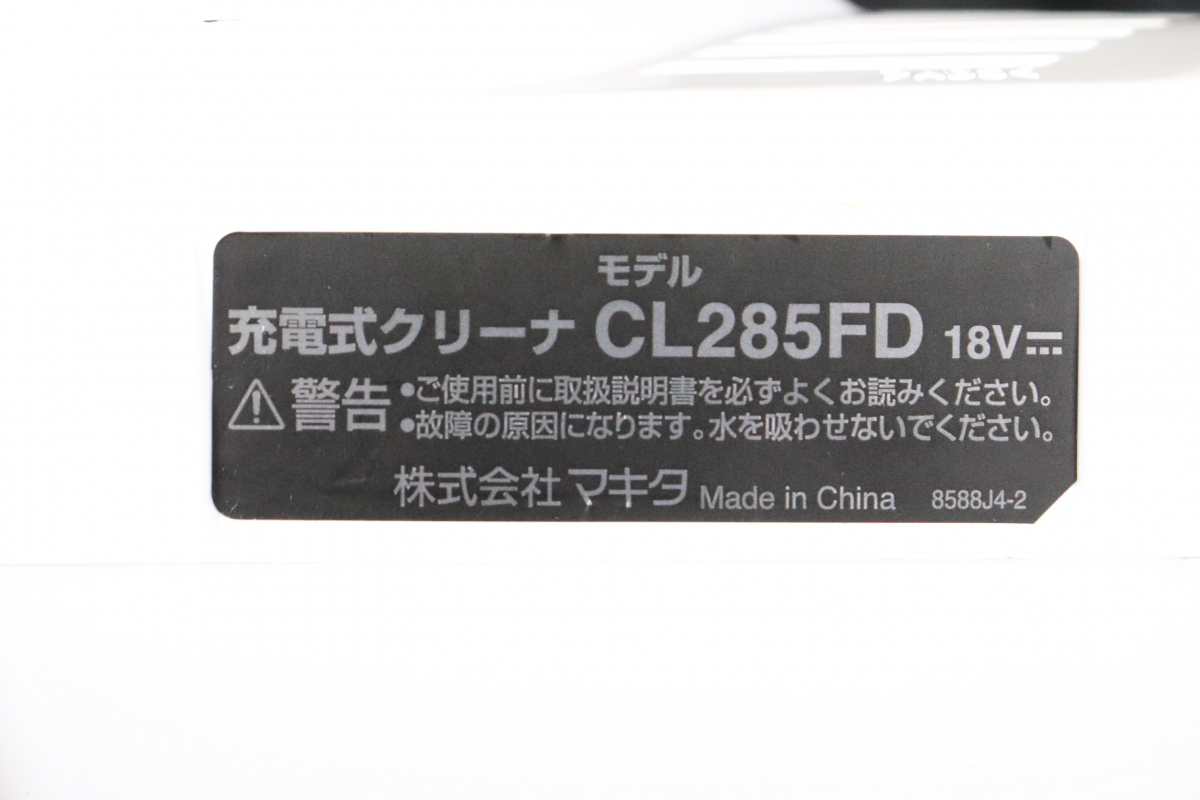 モデル
充電式クリーナ CL285FD 18V⎓
⚠警告 •ご使用前に取扱説明書を必ずよくお読みください。
•故障の原因になります。水を吸わせないでください。
株式会社マキタ Made in China 8588J4-2